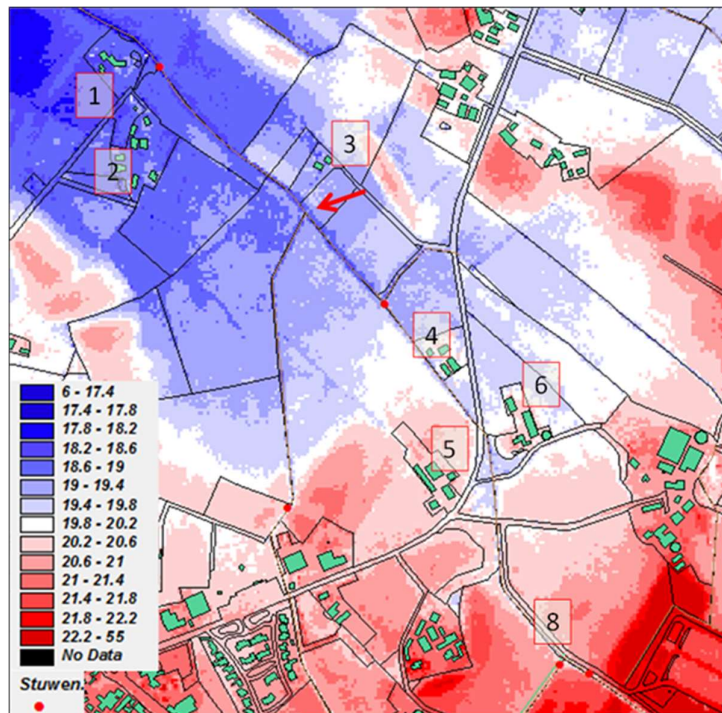 1
2
3
4
6
5
8
6 - 17.4
17.4 - 17.8
17.8 - 18.2
18.2 - 18.6
18.6 - 19
19 - 19.4
19.4 - 19.8
19.8 - 20.2
20.2 - 20.6
20.6 - 21
21 - 21.4
21.4 - 21.8
21.8 - 22.2
22.2 - 55
No Data
Stuwen.